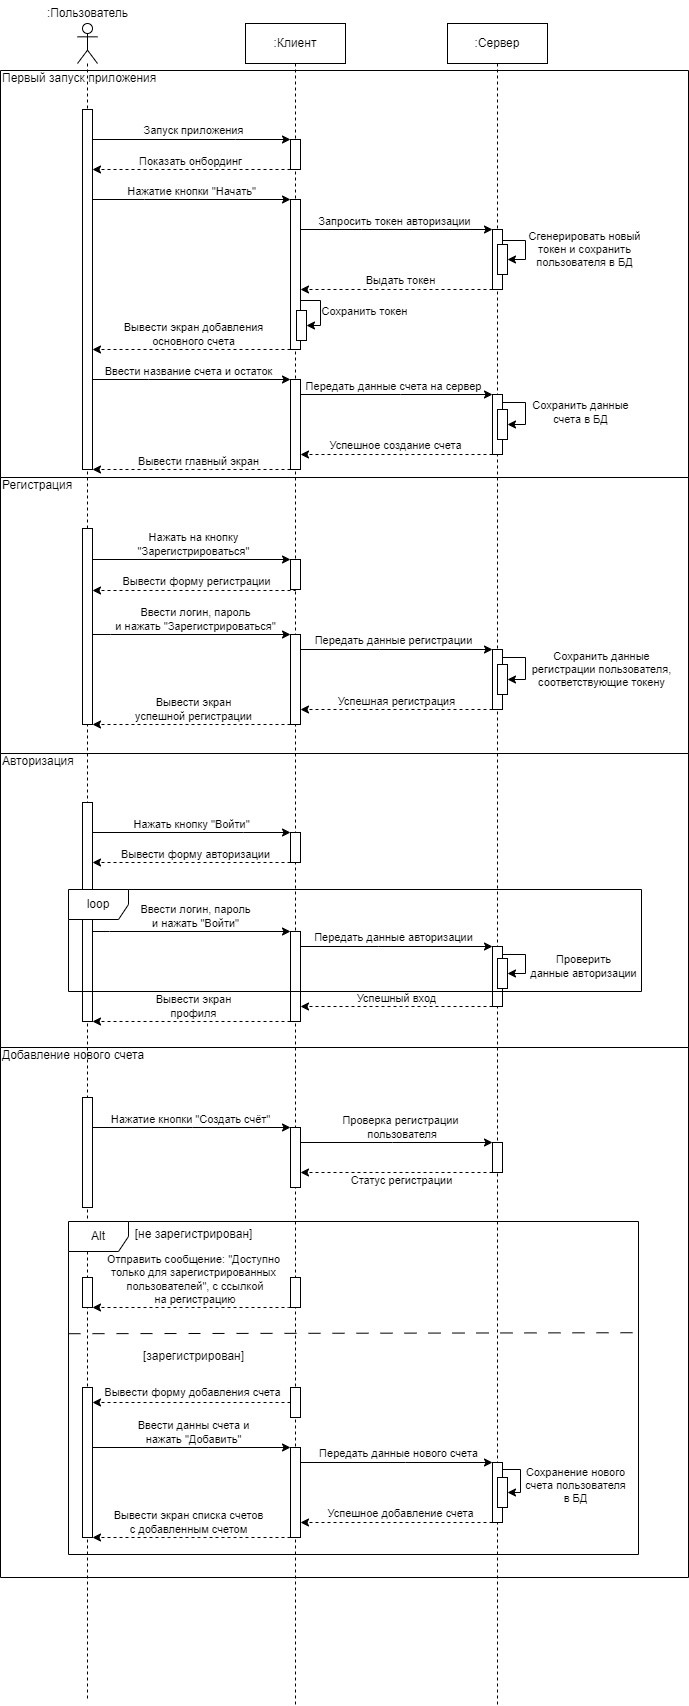 :Пользователь
:Клиент
:Сервер
Первый запуск приложения
Запуск приложения
Показать онбординг
Нажатие кнопки "Начать"
Запросить токен авторизации
Сгенерировать новый
токен и сохранить
пользователя в БД
Выдать токен
Сохранить токен
Вывести экран добавления
основного счета
Ввести название счета и остаток
Передать данные счета на сервер
Сохранить данные
счета в БД
Успешное создание счета
Вывести главный экран
Регистрация
Нажать на кнопку
"Зарегистрироваться"
Вывести форму регистрации
Ввести логин, пароль
и нажать "Зарегистрироваться"
Передать данные регистрации
Сохранить данные
регистрации пользователя,
соответствующие токену
Успешная регистрация
Вывести экран
успешной регистрации
Авторизация
Нажать кнопку "Войти"
Вывести форму авторизации
loop
Ввести логин, пароль
и нажать "Войти"
Передать данные авторизации
Проверить
данные авторизации
Успешный вход
Вывести экран
профиля
Добавление нового счета
Нажатие кнопки "Создать счёт"
Проверка регистрации
пользователя
Статус регистрации
Alt
[не зарегистрирован]
Отправить сообщение: "Доступно
только для зарегистрированных
пользователей", с ссылкой
на регистрацию
[зарегистрирован]
Вывести форму добавления счета
Ввести данны счета и
нажать "Добавить"
Передать данные нового счета
Сохранение нового
счета пользователя
в БД
Успешное добавление счета
Вывести экран списка счетов
с добавленным счетом